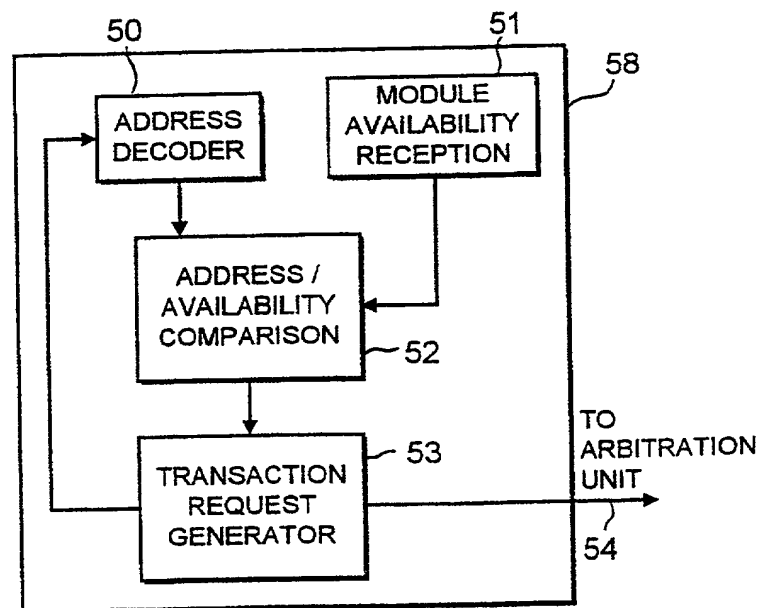 50
51
58
ADDRESS
DECODER
MODULE
AVAILABILITY
RECEPTION
ADDRESS /
AVAILABILITY
COMPARISON
52
53
TRANSACTION
REQUEST
GENERATOR
TO
ARBITRATION
UNIT
54